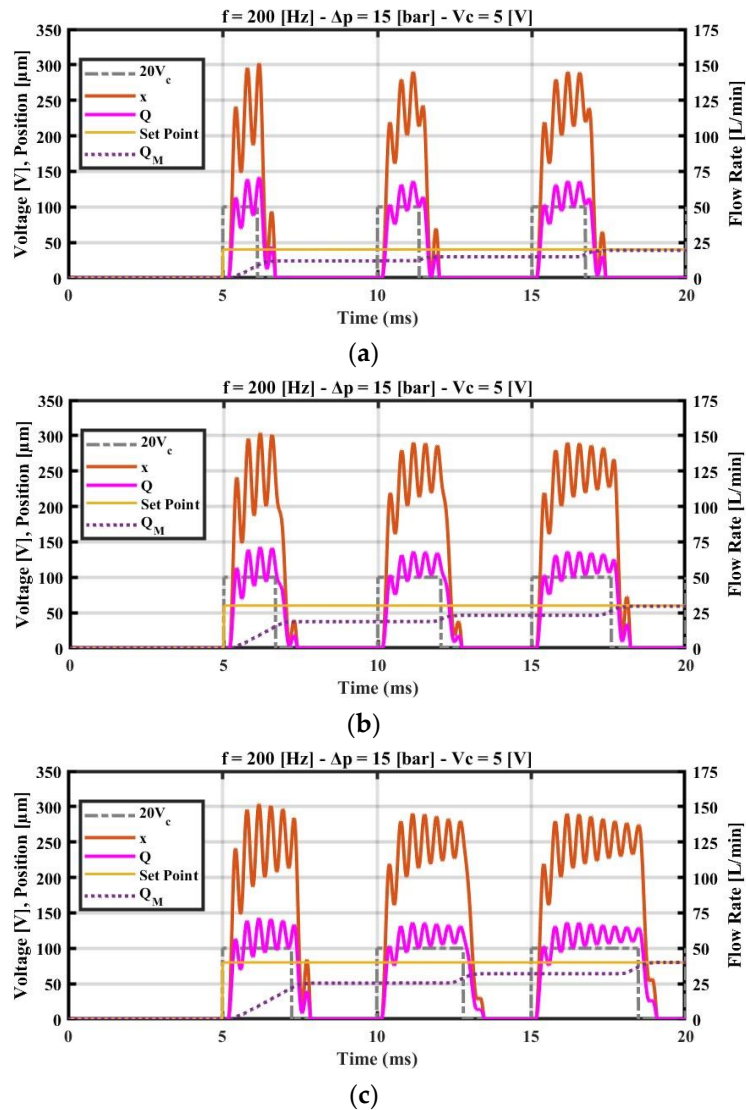 f = 200 [Hz] - Δp = 15 [bar] - Vc = 5 [V]
Voltage [V], Position [µm]
350
300
250
200
150
100
50
0
20Vc
x
Q
Set Point
QM
175
150
125
100
75
50
25
0
Flow Rate [L/min]
0 5 10 15 20
Time (ms)
(a)
f = 200 [Hz] - Δp = 15 [bar] - Vc = 5 [V]
Voltage [V], Position [µm]
350
300
250
200
150
100
50
0
20Vc
x
Q
Set Point
QM
175
150
125
100
75
50
25
0
Flow Rate [L/min]
0 5 10 15 20
Time (ms)
(b)
f = 200 [Hz] - Δp = 15 [bar] - Vc = 5 [V]
Voltage [V], Position [µm]
350
300
250
200
150
100
50
0
20Vc
x
Q
Set Point
QM
175
150
125
100
75
50
25
0
Flow Rate [L/min]
0 5 10 15 20
Time (ms)
(c)